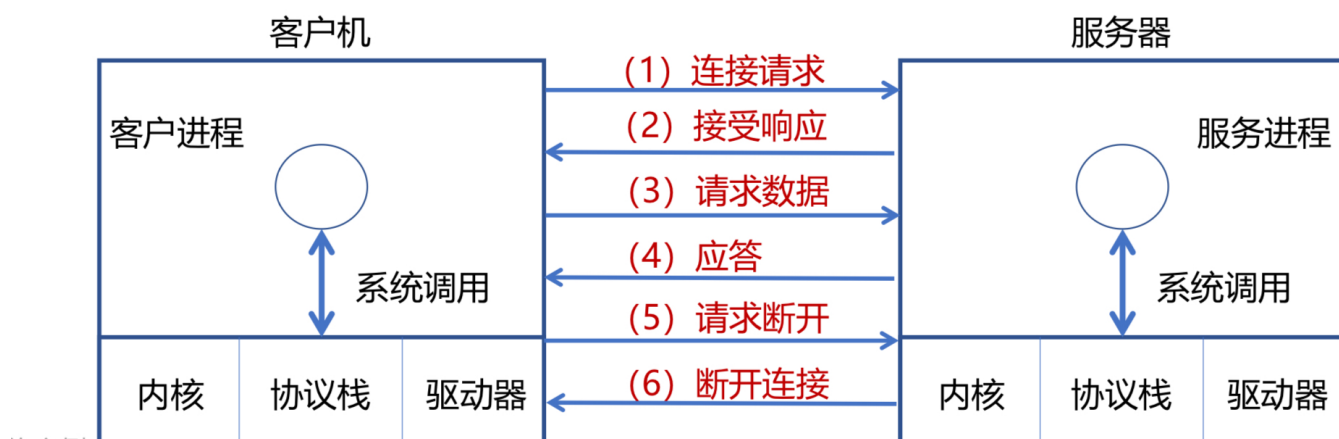 客户机
服务器
(1) 连接请求
(2) 接受响应
(3) 请求数据
(4) 应答
(5) 请求断开
(6) 断开连接
客户进程
服务进程
系统调用
系统调用
内核 协议栈 驱动器
内核 协议栈 驱动器